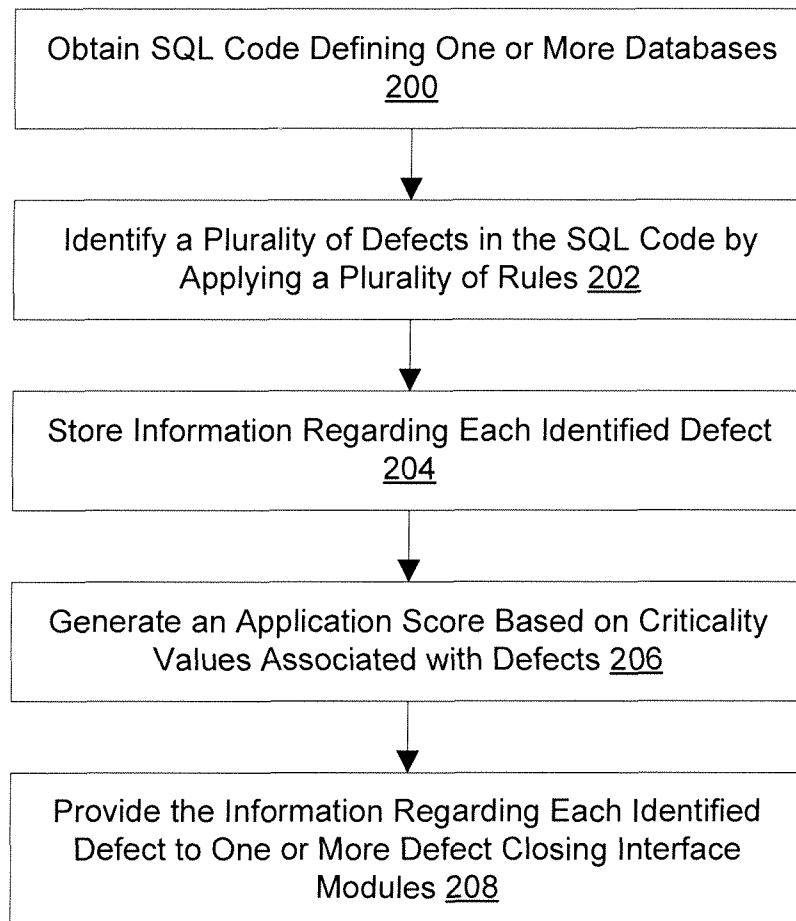 Obtain SQL Code Defining One or More Databases
200
Identify a Plurality of Defects in the SQL Code by
Applying a Plurality of Rules 202
Store Information Regarding Each Identified Defect
204
Generate an Application Score Based on Criticality
Values Associated with Defects 206
Provide the Information Regarding Each Identified
Defect to One or More Defect Closing Interface
Modules 208